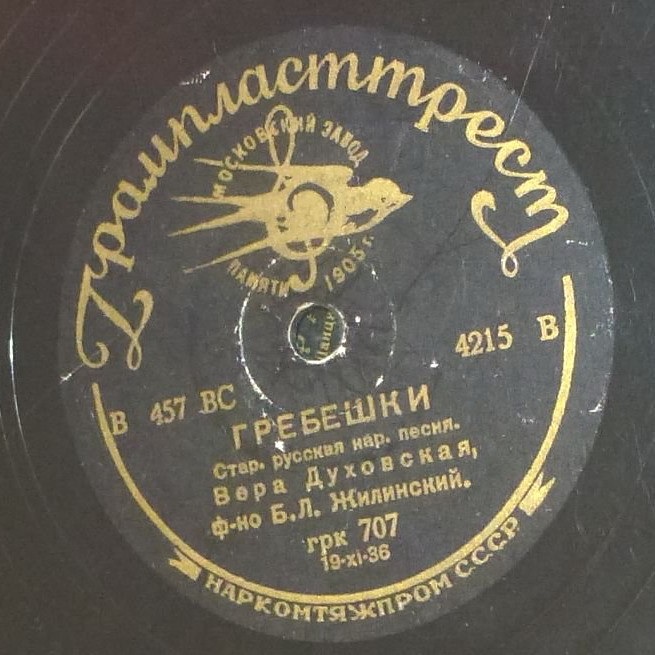 Грампласттрест
МОСКОВСКИЙ ЗАВОД
ПАМЯТИ 1905 г.
4215 В
В 457 ВС
ГРЕБЕШКИ
Стар. русская нар. песня.
Вера Духовская,
ф-но Б.Л. Жилинский.
грк 707
19-XI-36
НАРКОМТЯЖПРОМ СССР